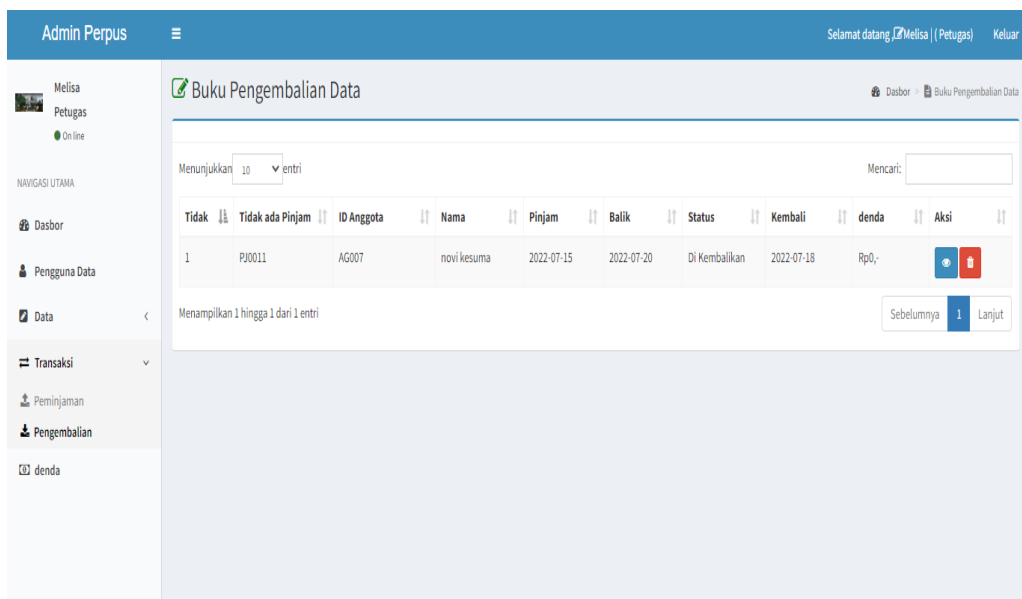 Admin Perpus
Selamat datang , Melisa | ( Petugas) Keluar
Melisa
Petugas
On line
NAVIGASI UTAMA
Dasbor
Pengguna Data
Data
Transaksi
Peminjaman
Pengembalian
denda
Buku Pengembalian Data
Dasbor > Buku Pengembalian Data
Menunjukkan 10 entri
Mencari:
Tidak Tidak ada Pinjam ID Anggota Nama Pinjam Balik Status Kembali denda Aksi
1 PJ0011 AG007 novi kesuma 2022-07-15 2022-07-20 Di Kembalikan 2022-07-18 Rp0,-
Menampilkan 1 hingga 1 dari 1 entri
Sebelumnya 1 Lanjut